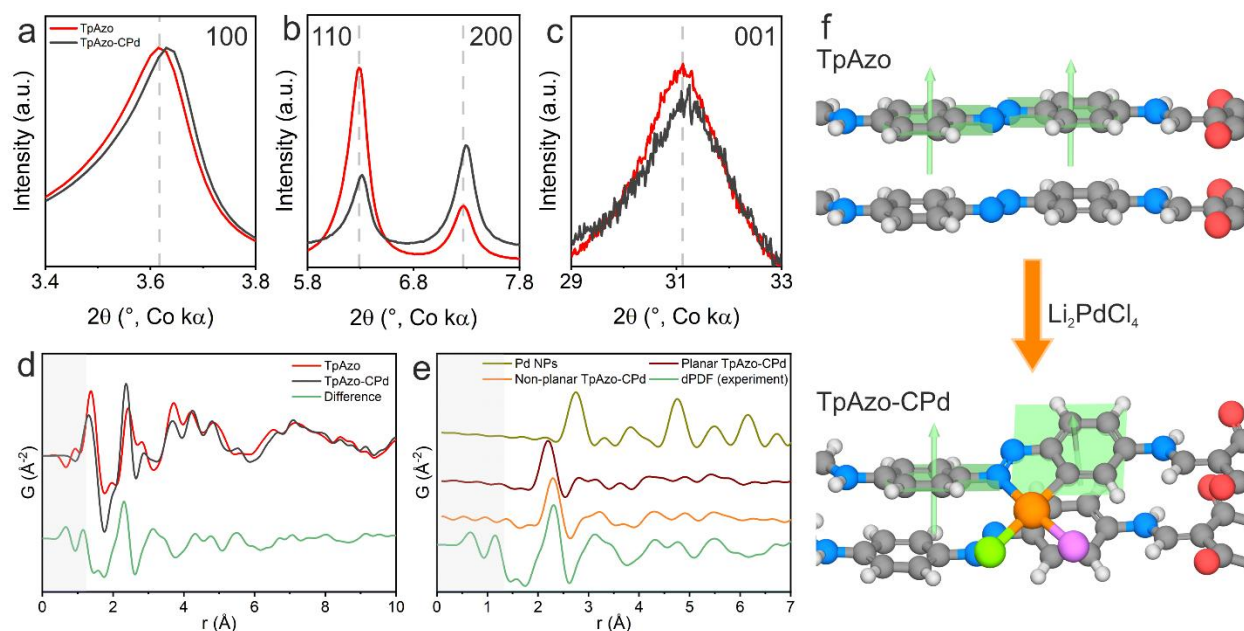 a
TpAzo
TpAzo-CPd
100
Intensity (a.u.)
3.4 3.6 3.8
2θ (°, Co kα)
b
110
200
Intensity (a.u.)
5.8 6.8 7.8
2θ (°, Co kα)
c
001
Intensity (a.u.)
29 31 33
2θ (°, Co kα)
d
TpAzo
TpAzo-CPd
Difference
G (Å⁻²)
0 2 4 6 8 10
r (Å)
e
Pd NPs
Planar TpAzo-CPd
Non-planar TpAzo-CPd
dPDF (experiment)
G (Å⁻²)
0 1 2 3 4 5 6 7
r (Å)
f
TpAzo
Li₂PdCl₄
TpAzo-CPd